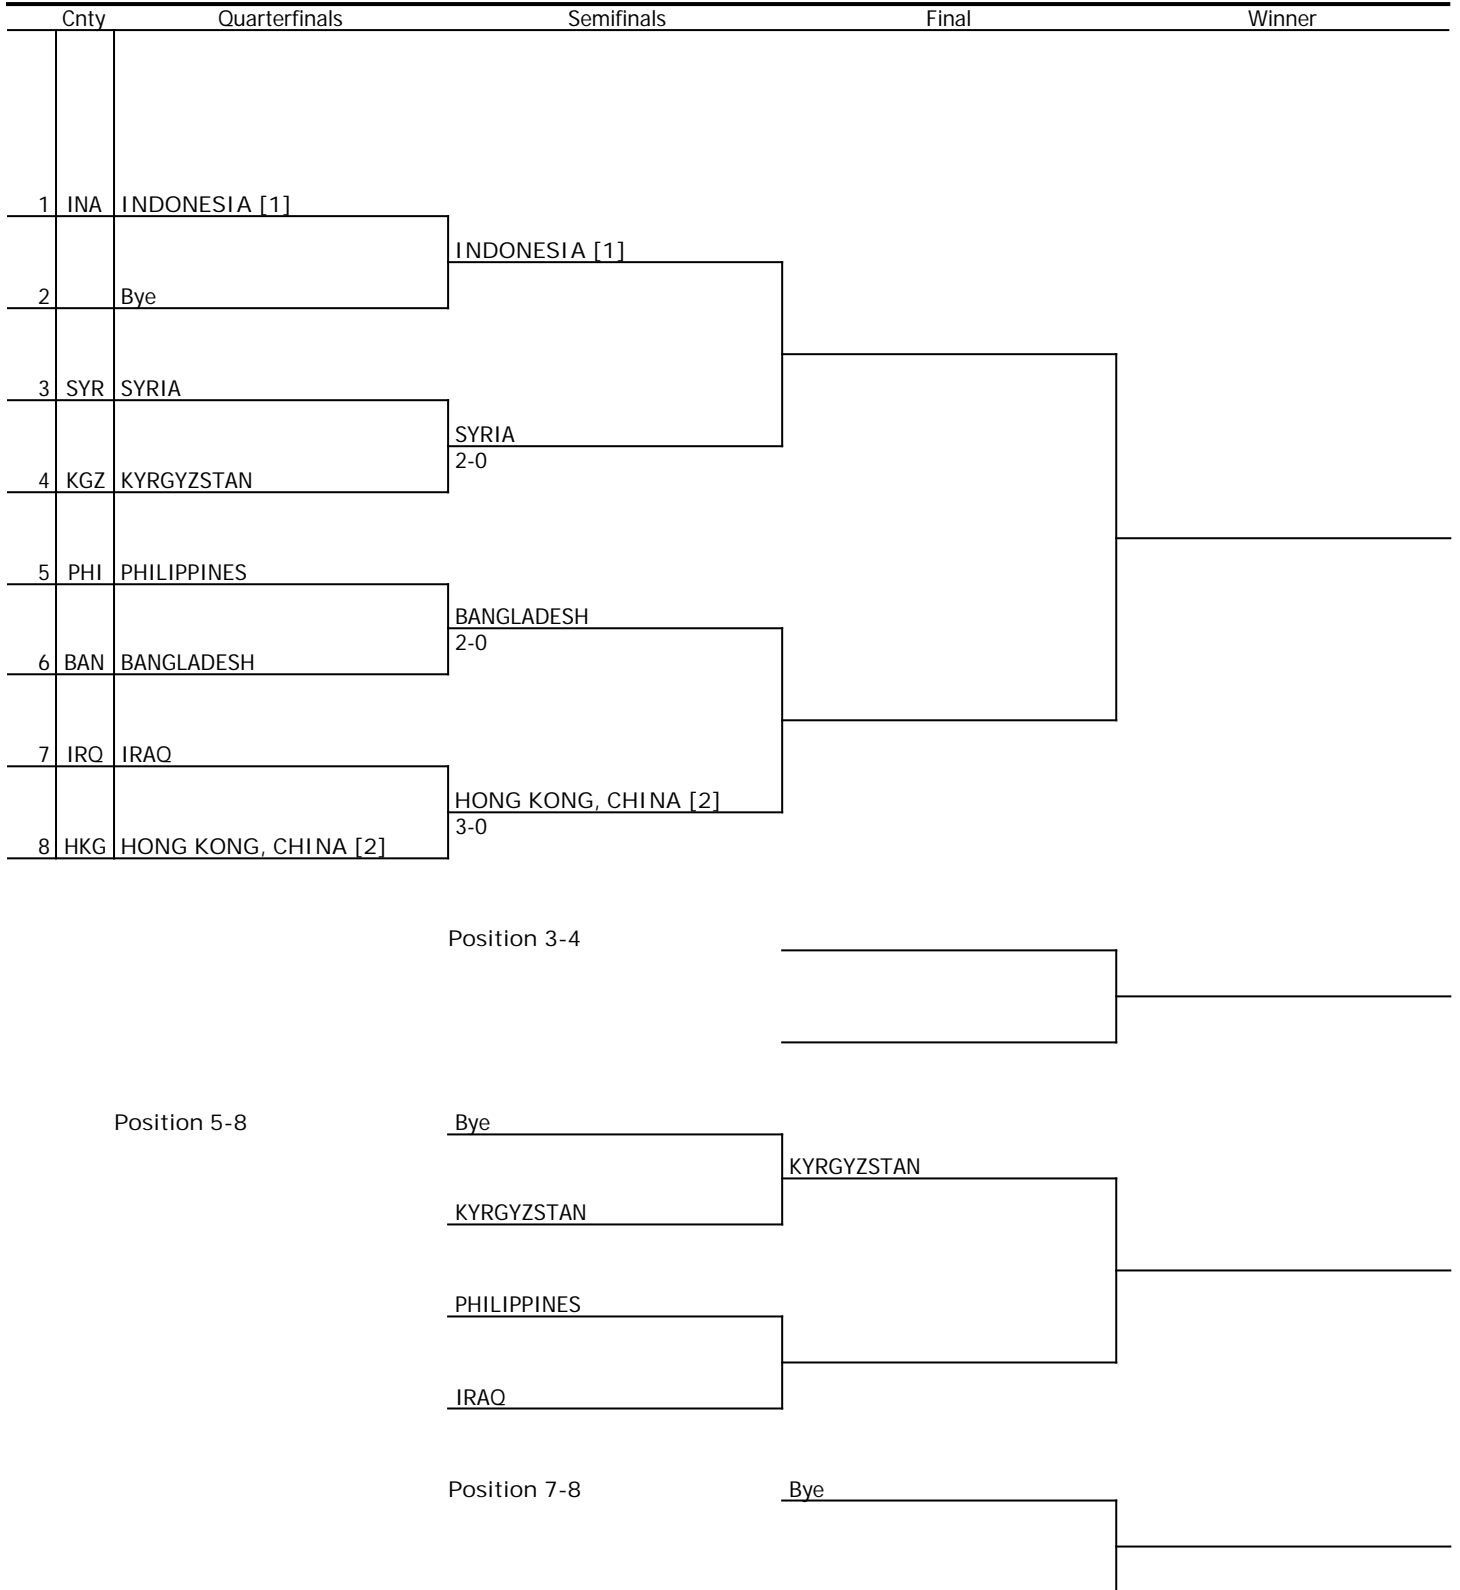 Cnty Quarterfinals Semifinals Final Winner
1 INA INDONESIA [1]
INDONESIA [1]
2 Bye
3 SYR SYRIA
SYRIA
2-0
4 KGZ KYRGYZSTAN
5 PHI PHILIPPINES
BANGLADESH
2-0
6 BAN BANGLADESH
7 IRQ IRAQ
HONG KONG, CHINA [2]
3-0
8 HKG HONG KONG, CHINA [2]
Position 3-4
Position 5-8 Bye
KYRGYZSTAN
KYRGYZSTAN
PHILIPPINES
IRAQ
Position 7-8 Bye